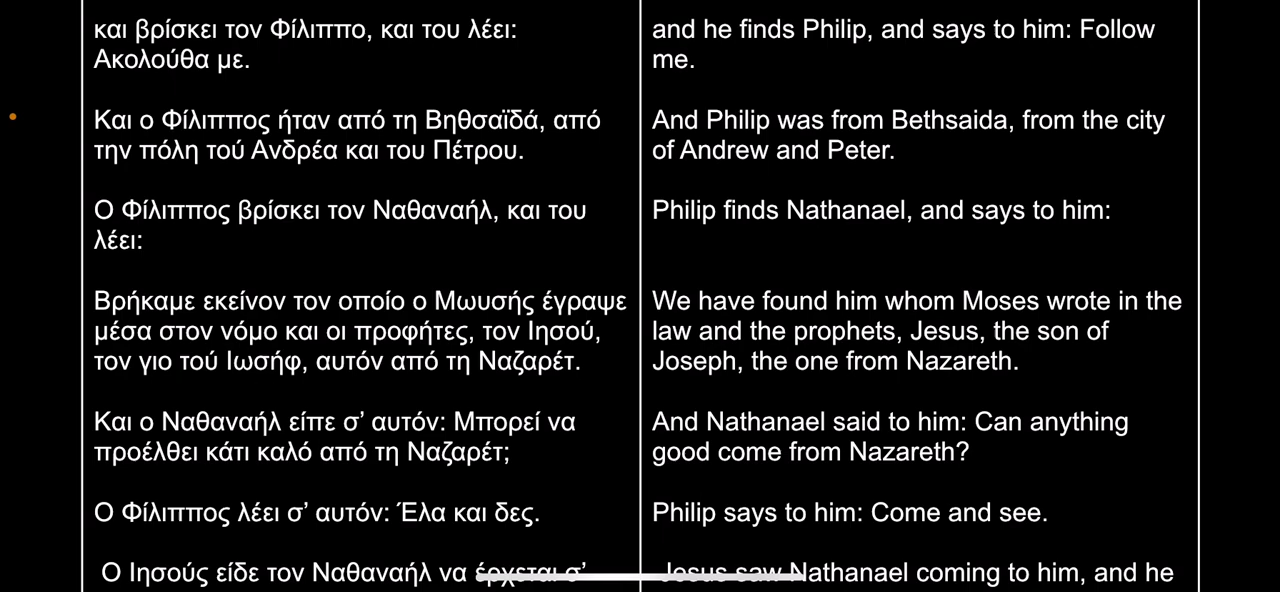 και βρίσκει τον Φίλιππο, και του λέει:
Ακολούθα με.
Και ο Φίλιππος ήταν από τη Βηθσαϊδά, από
την πόλη τού Ανδρέα και του Πέτρου.
Ο Φίλιππος βρίσκει τον Ναθαναήλ, και του
λέει:
Βρήκαμε εκείνον τον οποίο ο Μωυσής έγραψε
μέσα στον νόμο και οι προφήτες, τον Ιησού,
τον γιο τού Ιωσήφ, αυτόν από τη Ναζαρέτ.
Και ο Ναθαναήλ είπε σ’ αυτόν: Μπορεί να
προέλθει κάτι καλό από τη Ναζαρέτ;
Ο Φίλιππος λέει σ’ αυτόν: Έλα και δες.
Ο Ιησούς είδε τον Ναθαναήλ να έρχεται σ’
and he finds Philip, and says to him: Follow
me.
And Philip was from Bethsaida, from the city
of Andrew and Peter.
Philip finds Nathanael, and says to him:
We have found him whom Moses wrote in the
law and the prophets, Jesus, the son of
Joseph, the one from Nazareth.
And Nathanael said to him: Can anything
good come from Nazareth?
Philip says to him: Come and see.
Jesus saw Nathanael coming to him, and he